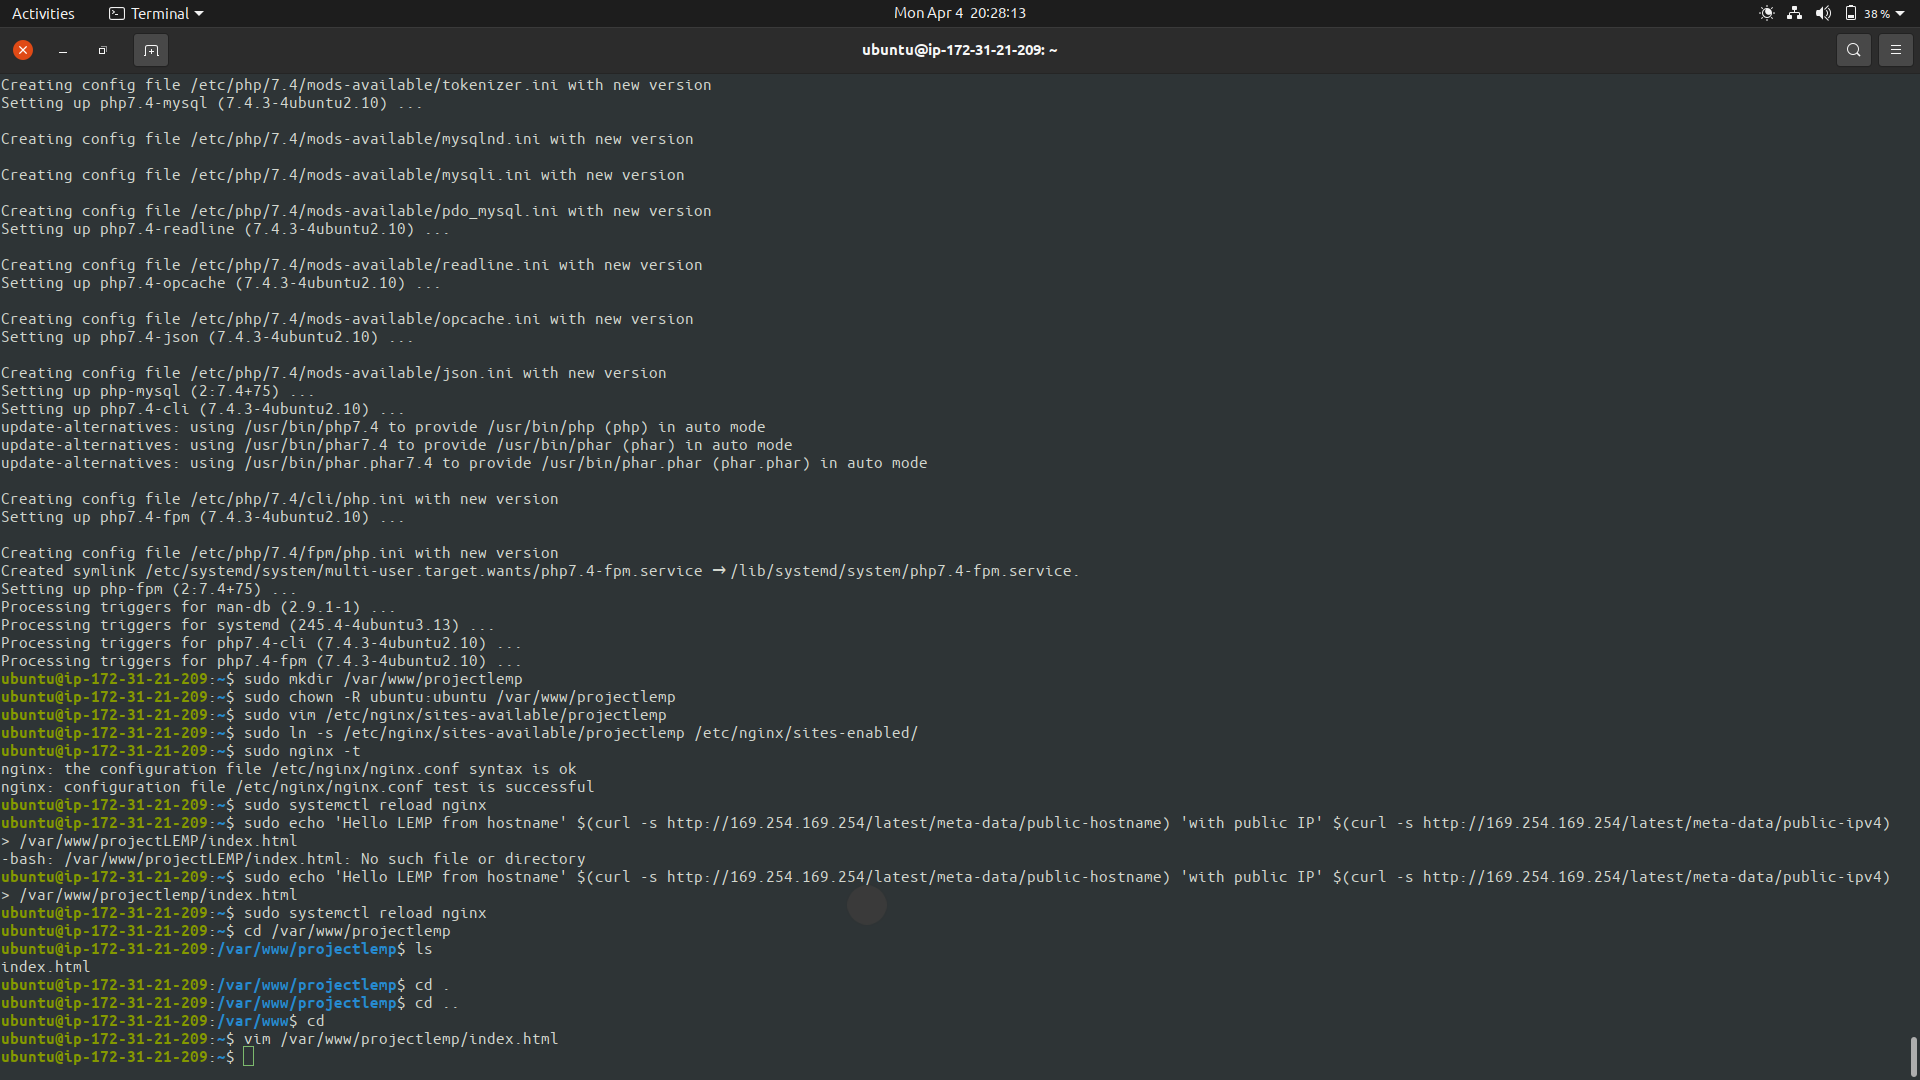 Activities
Terminal
Mon Apr 4 20:28:13
38 %
ubuntu@ip-172-31-21-209: ~
Creating config file /etc/php/7.4/mods-available/tokenizer.ini with new version
Setting up php7.4-mysql (7.4.3-4ubuntu2.10) ...
Creating config file /etc/php/7.4/mods-available/mysqlnd.ini with new version
Creating config file /etc/php/7.4/mods-available/mysqli.ini with new version
Creating config file /etc/php/7.4/mods-available/pdo_mysql.ini with new version
Setting up php7.4-readline (7.4.3-4ubuntu2.10) ...
Creating config file /etc/php/7.4/mods-available/readline.ini with new version
Setting up php7.4-opcache (7.4.3-4ubuntu2.10) ...
Creating config file /etc/php/7.4/mods-available/opcache.ini with new version
Setting up php7.4-json (7.4.3-4ubuntu2.10) ...
Creating config file /etc/php/7.4/mods-available/json.ini with new version
Setting up php-mysql (2:7.4+75) ...
Setting up php7.4-cli (7.4.3-4ubuntu2.10) ...
update-alternatives: using /usr/bin/php7.4 to provide /usr/bin/php (php) in auto mode
update-alternatives: using /usr/bin/phar7.4 to provide /usr/bin/phar (phar) in auto mode
update-alternatives: using /usr/bin/phar.phar7.4 to provide /usr/bin/phar.phar (phar.phar) in auto mode
Creating config file /etc/php/7.4/cli/php.ini with new version
Setting up php7.4-fpm (7.4.3-4ubuntu2.10) ...
Creating config file /etc/php/7.4/fpm/php.ini with new version
Created symlink /etc/systemd/system/multi-user.target.wants/php7.4-fpm.service → /lib/systemd/system/php7.4-fpm.service.
Setting up php-fpm (2:7.4+75) ...
Processing triggers for man-db (2.9.1-1) ...
Processing triggers for systemd (245.4-4ubuntu3.13) ...
Processing triggers for php7.4-cli (7.4.3-4ubuntu2.10) ...
Processing triggers for php7.4-fpm (7.4.3-4ubuntu2.10) ...
ubuntu@ip-172-31-21-209:~$ sudo mkdir /var/www/projectlemp
ubuntu@ip-172-31-21-209:~$ sudo chown -R ubuntu:ubuntu /var/www/projectlemp
ubuntu@ip-172-31-21-209:~$ sudo vim /etc/nginx/sites-available/projectlemp
ubuntu@ip-172-31-21-209:~$ sudo ln -s /etc/nginx/sites-available/projectlemp /etc/nginx/sites-enabled/
ubuntu@ip-172-31-21-209:~$ sudo nginx -t
nginx: the configuration file /etc/nginx/nginx.conf syntax is ok
nginx: configuration file /etc/nginx/nginx.conf test is successful
ubuntu@ip-172-31-21-209:~$ sudo systemctl reload nginx
ubuntu@ip-172-31-21-209:~$ sudo echo 'Hello LEMP from hostname' $(curl -s http://169.254.169.254/latest/meta-data/public-hostname) 'with public IP' $(curl -s http://169.254.169.254/latest/meta-data/public-ipv4)
> /var/www/projectLEMP/index.html
-bash: /var/www/projectLEMP/index.html: No such file or directory
ubuntu@ip-172-31-21-209:~$ sudo echo 'Hello LEMP from hostname' $(curl -s http://169.254.169.254/latest/meta-data/public-hostname) 'with public IP' $(curl -s http://169.254.169.254/latest/meta-data/public-ipv4)
> /var/www/projectlemp/index.html
ubuntu@ip-172-31-21-209:~$ sudo systemctl reload nginx
ubuntu@ip-172-31-21-209:~$ cd /var/www/projectlemp
ubuntu@ip-172-31-21-209:/var/www/projectlemp$ ls
index.html
ubuntu@ip-172-31-21-209:/var/www/projectlemp$ cd .
ubuntu@ip-172-31-21-209:/var/www/projectlemp$ cd ..
ubuntu@ip-172-31-21-209:/var/www$ cd
ubuntu@ip-172-31-21-209:~$ vim /var/www/projectlemp/index.html
ubuntu@ip-172-31-21-209:~$